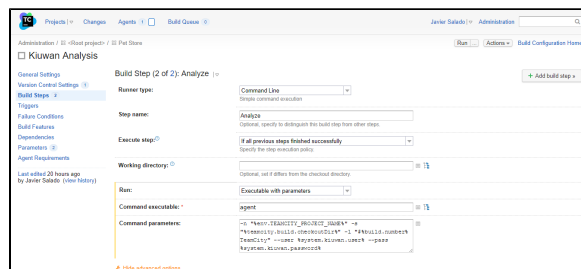 TC
Projects | Changes Agents 1 Build Queue 0 Javier Salado | Administration
Administration / <Root project> / Pet Store Run ... Actions Build Configuration Home
Kiuwan Analysis
General Settings
Version Control Settings 1
Build Steps 2
Triggers
Failure Conditions
Build Features
Dependencies
Parameters 3
Agent Requirements
Last edited 20 hours ago
by Javier Salado (view history)
Build Step (2 of 2): Analyze |
+ Add build step »
Runner type: Command Line
Simple command execution
Step name: Analyze
Optional, specify to distinguish this build step from other steps.
Execute step: If all previous steps finished successfully
Specify the step execution policy.
Working directory:
Optional, set if differs from the checkout directory.
Run: Executable with parameters
Command executable: * agent
Command parameters: -n "%env.TEAMCITY_PROJECT_NAME%" -s
"%teamcity.build.checkoutDir%" -l "#%build.number%
TeamCity" --user %system.kiuwan.user% --pass
%system.kiuwan.password%
Hide advanced options